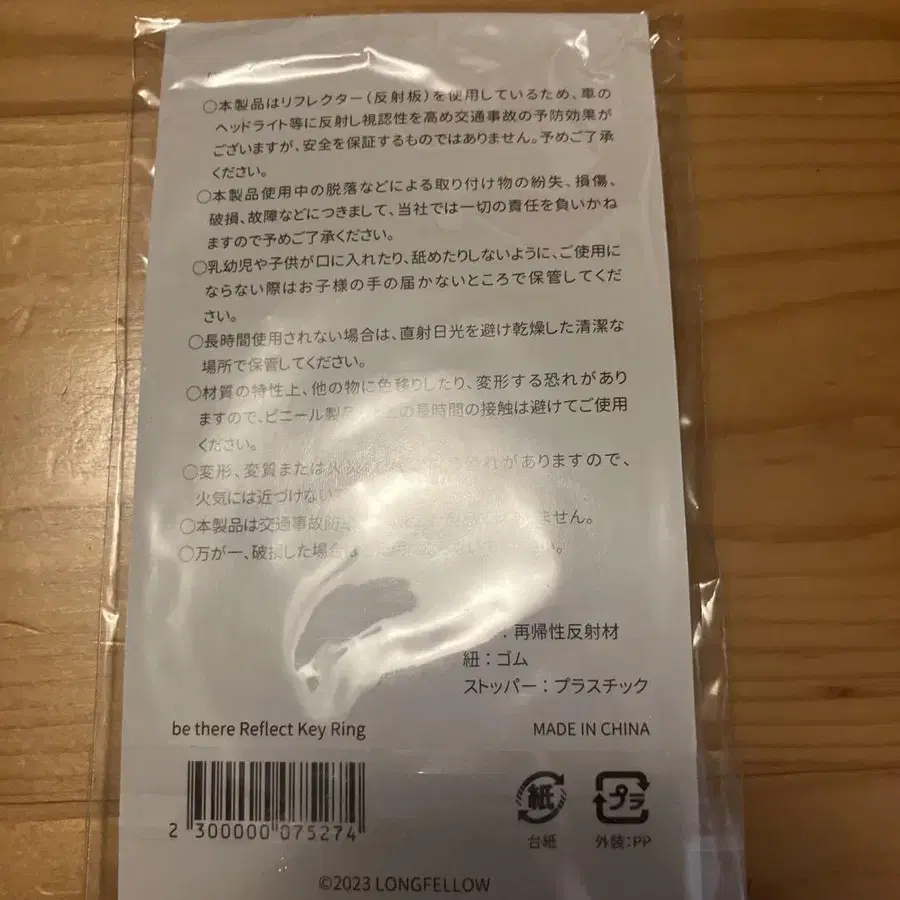 ○本製品はリフレクター（反射板）を使用しているため、車の
ヘッドライト等に反射し視認性を高め交通事故の予防効果が
ございますが、安全を保証するものではありません。予めご了承
ください。
○本製品使用中の脱落などによる取り付け物の紛失、損傷、
破損、故障などにつきまして、当社では一切の責任を負いかね
ますので予めご了承ください。
○乳幼児や子供が口に入れたり、舐めたりしないように、ご使用に
ならない際はお子様の手の届かないところで保管してくだ
さい。
○長時間使用されない場合は、直射日光を避け乾燥した清潔な
場所で保管してください。
○材質の特性上、他の物に色移りしたり、変形する恐れがあり
ますので、ビニール製品 の長時間の接触は避けてご使用
ください。
○変形、変質または 恐れがありますので、
火気には近づけない
○本製品は交通事故防 ません。
○万が一、破損した場合は さい。
：再帰性反射材
紐：ゴム
ストッパー：プラスチック
be there Reflect Key Ring
MADE IN CHINA
2 300000 075274
紙
台紙
プラ
外装：PP
©2023 LONGFELLOW